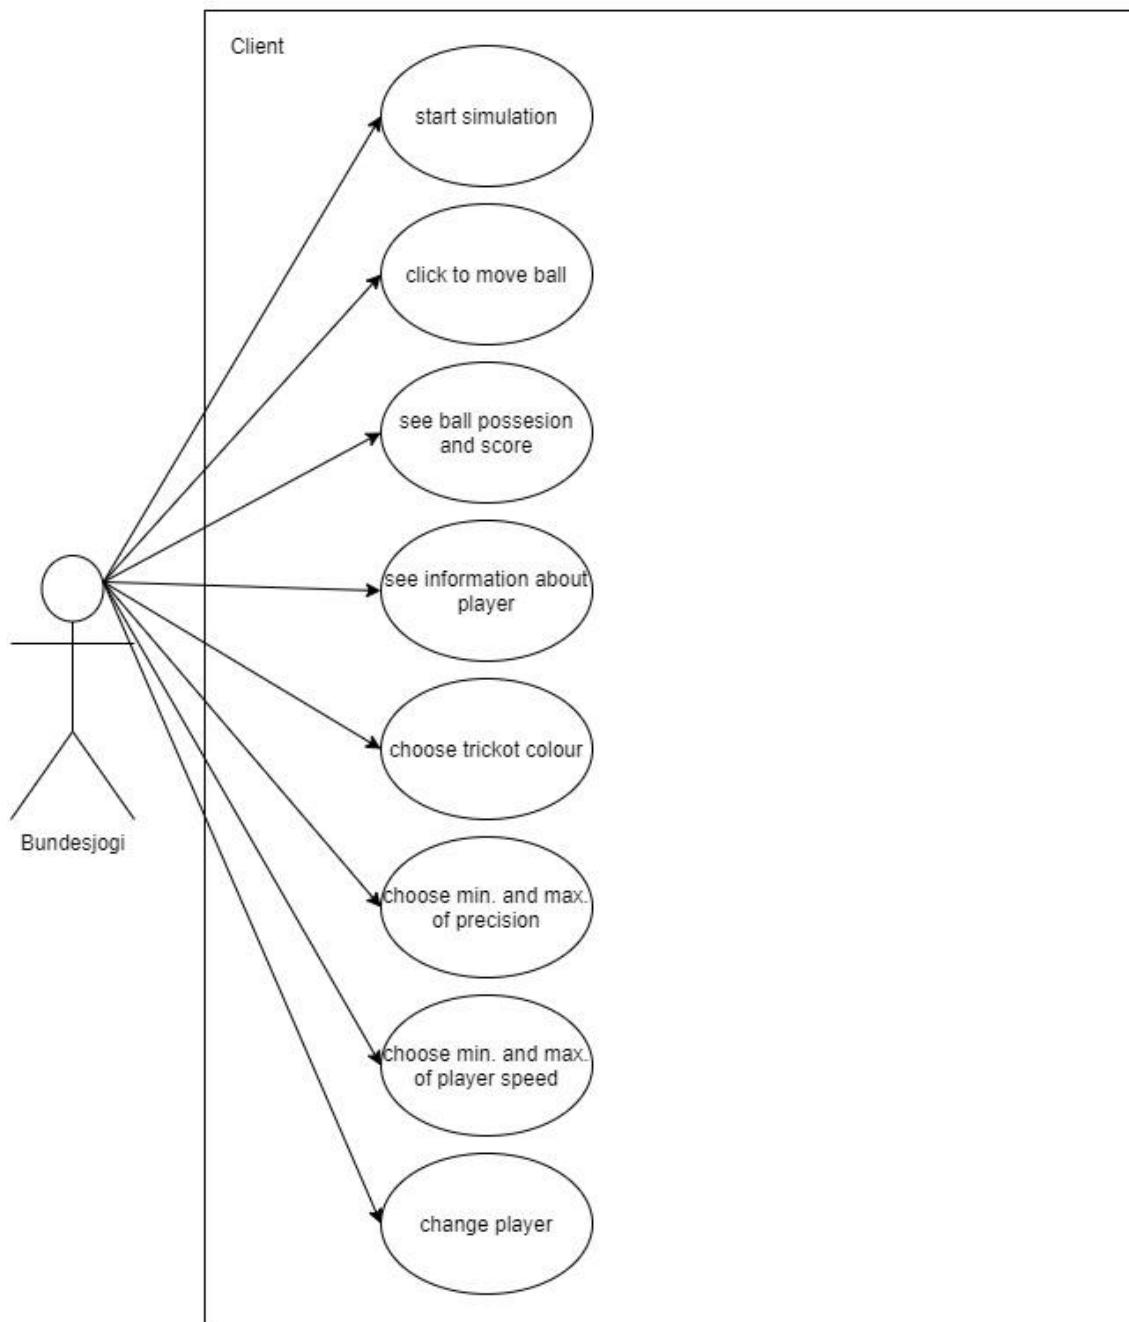 Client
start simulation
click to move ball
see ball possesion
and score
see information about
player
choose trickot colour
choose min. and max.
of precision
choose min. and max.
of player speed
change player
Bundesjogi